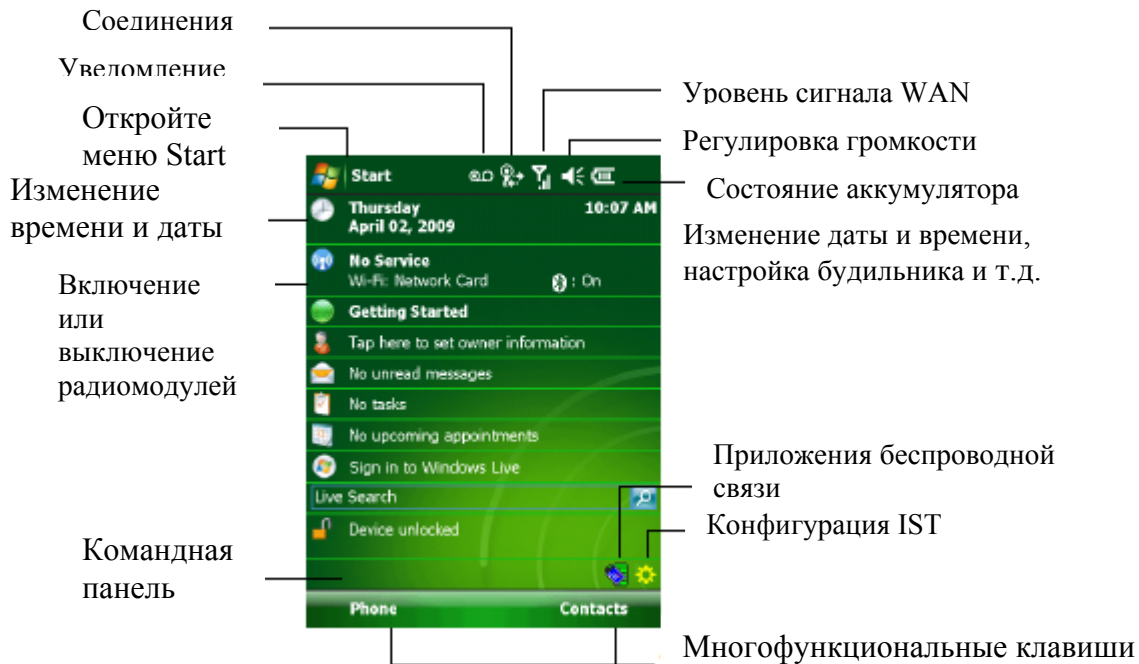 Соединения
Уведомление
Откройте
меню Start
Изменение
времени и даты
Включение
или
выключение
радиомодулей
Командная
панель
Уровень сигнала WAN
Регулировка громкости
Состояние аккумулятора
Изменение даты и времени,
настройка будильника и т.д.
Приложения беспроводной
связи
Конфигурация IST
Многофункциональные клавиши
Start
Thursday 10:07 AM
April 02, 2009
No Service
Wi-Fi: Network Card : On
Getting Started
Tap here to set owner information
No unread messages
No tasks
No upcoming appointments
Sign in to Windows Live
Live Search
Device unlocked
Phone Contacts